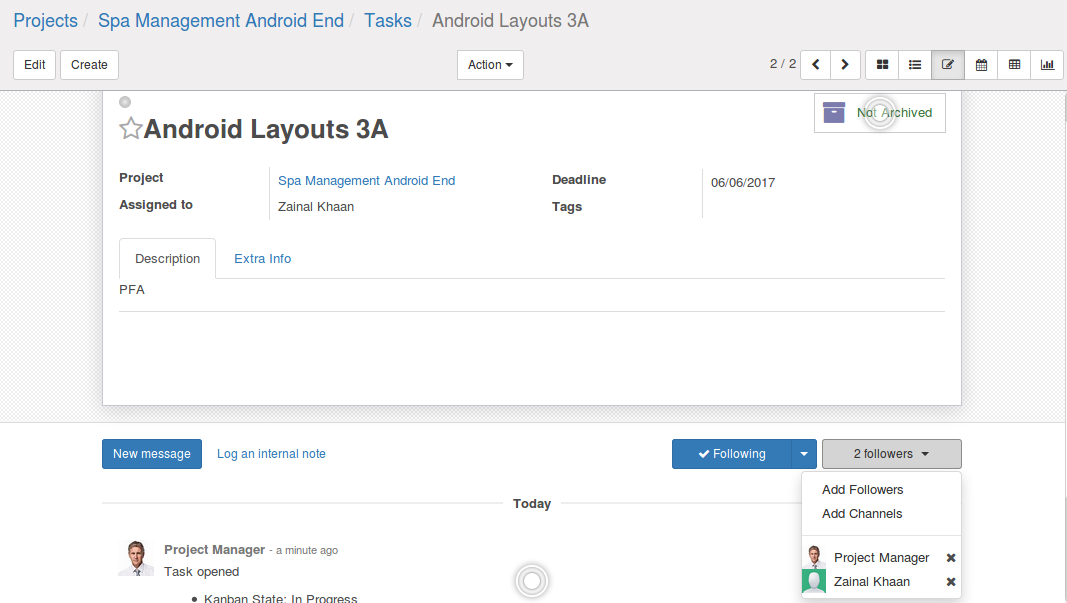 Projects / Spa Management Android End / Tasks / Android Layouts 3A
Edit Create Action 2 / 2
Android Layouts 3A
Not Archived
Project Spa Management Android End Deadline 06/06/2017
Assigned to Zainal Khaan Tags
Description Extra Info
PFA
New message Log an internal note Following 2 followers
Add Followers
Add Channels
Today
Project Manager - a minute ago
Task opened
• Kanban State: In Progress
Project Manager
Zainal Khaan